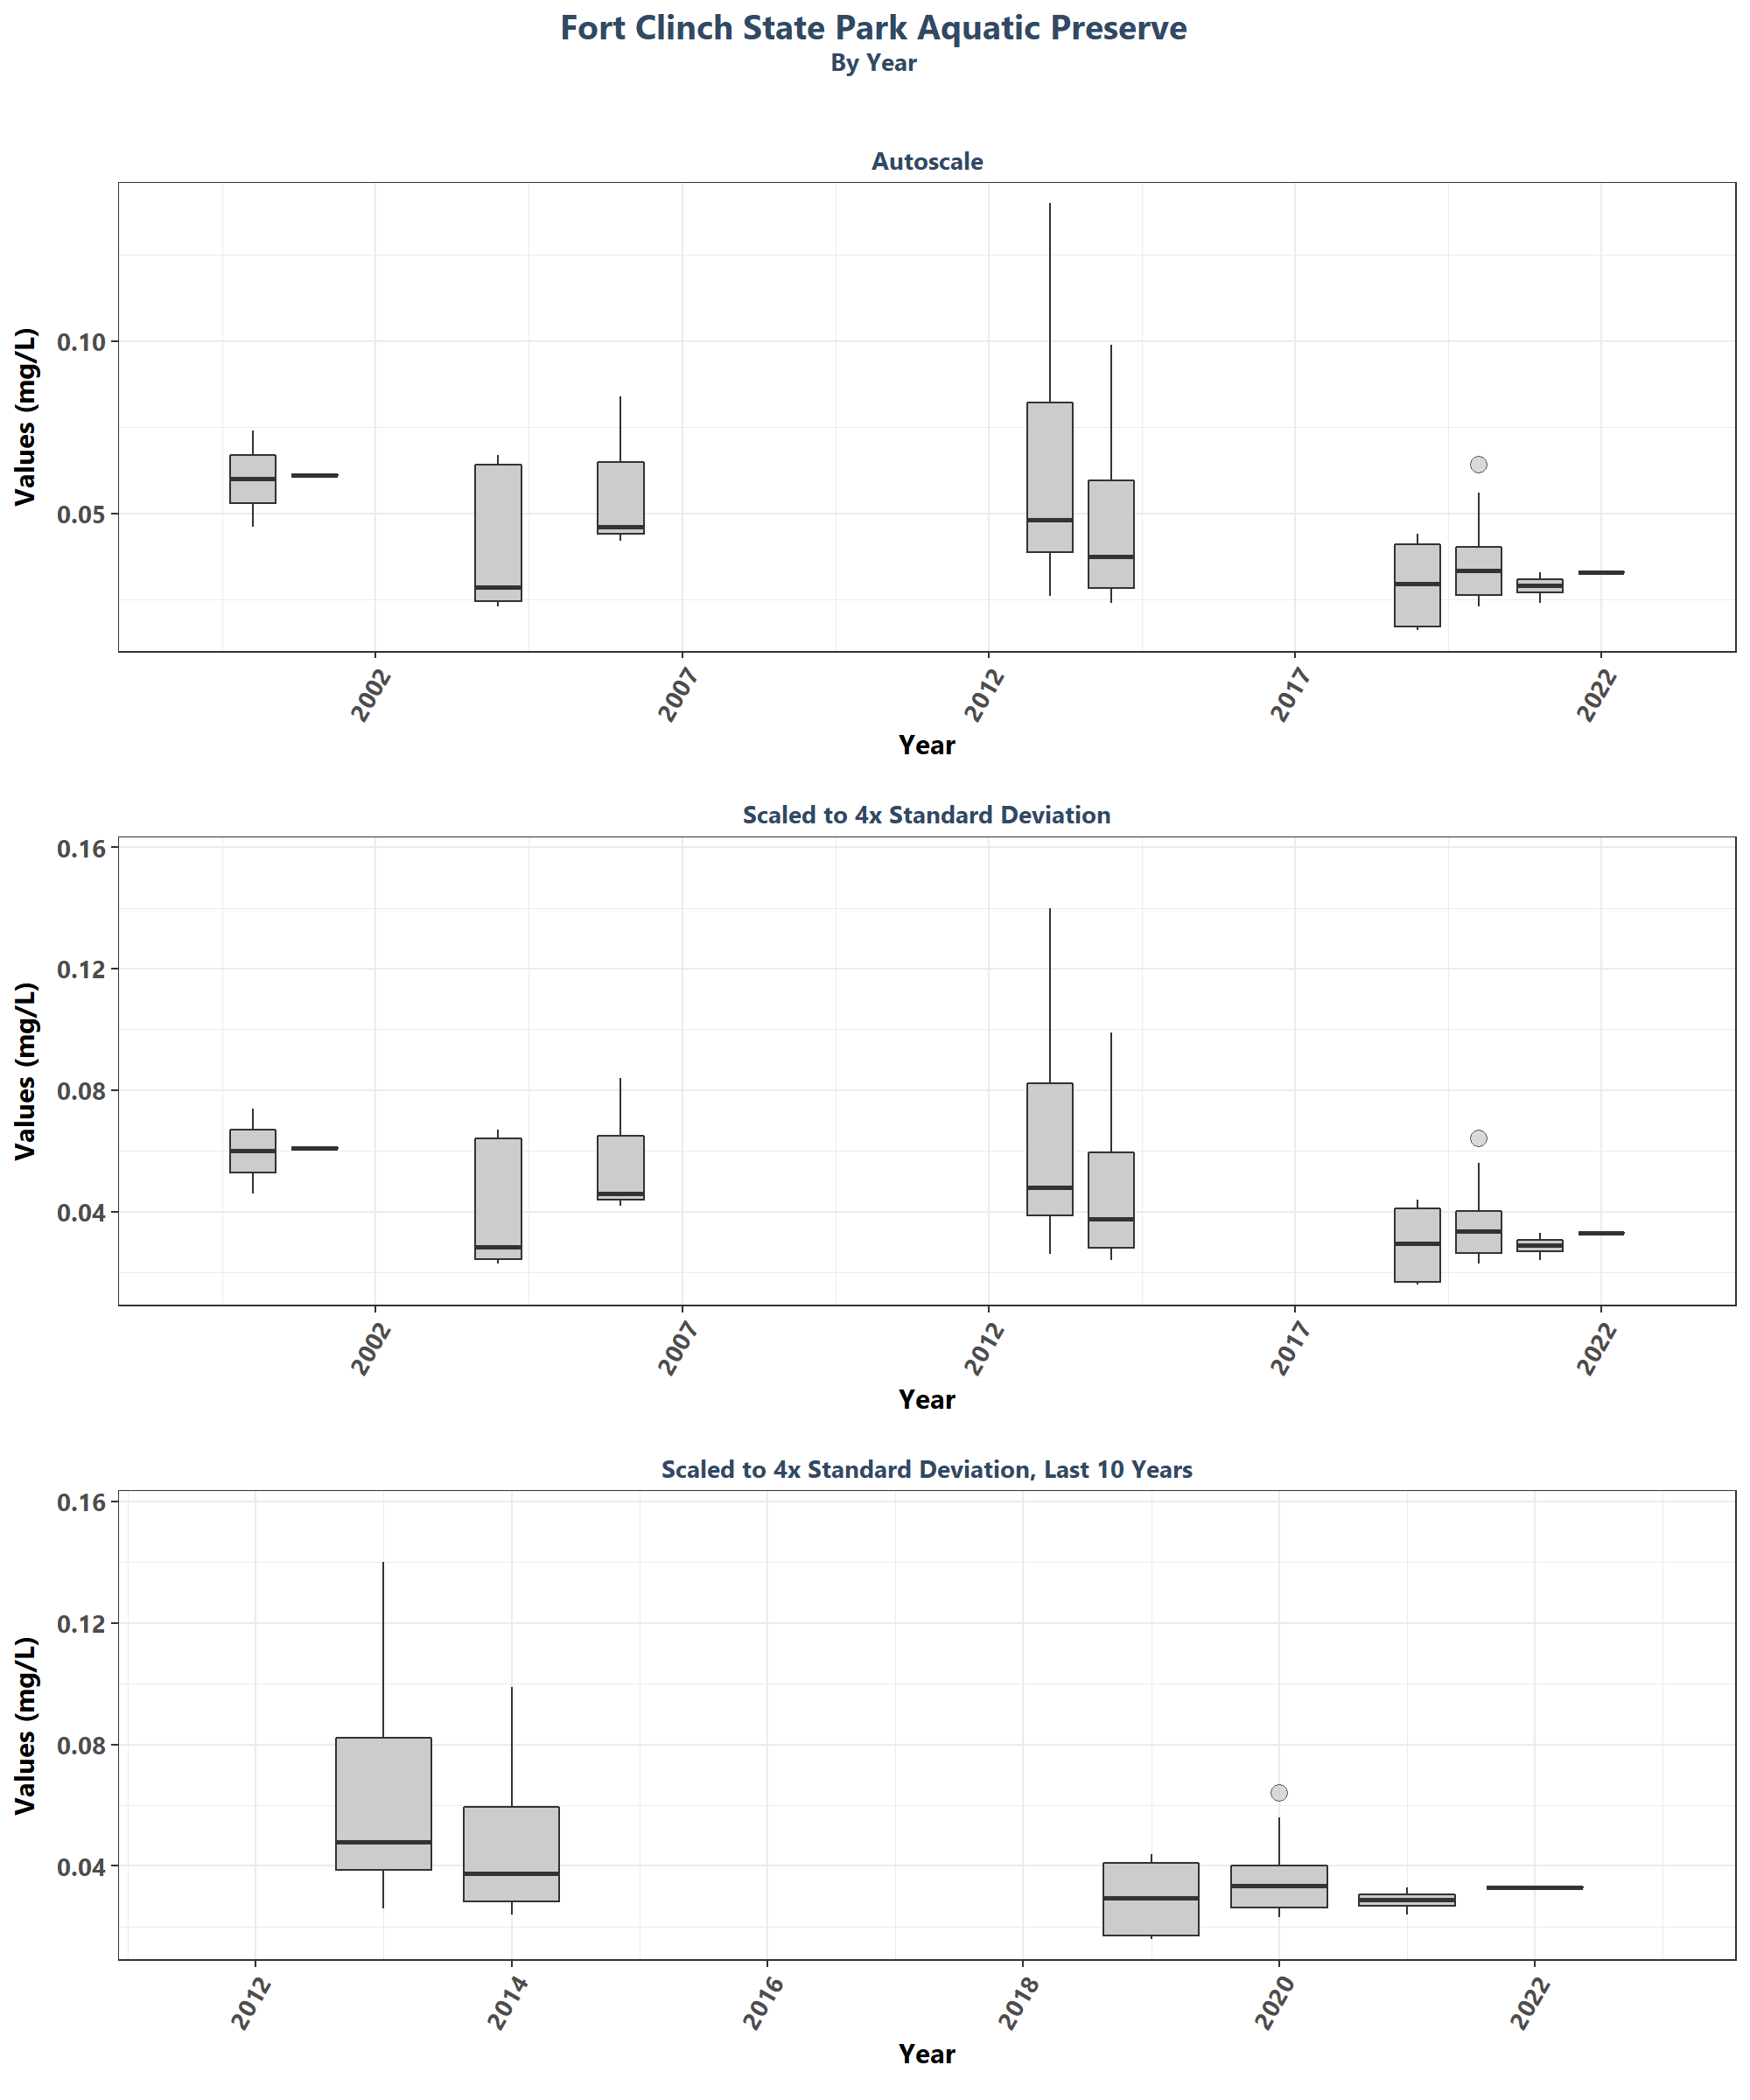 Fort Clinch State Park Aquatic Preserve
By Year
Autoscale
Values (mg/L)
0.10
0.05
2002 2007 2012 2017 2022
Year
Scaled to 4x Standard Deviation
Values (mg/L)
0.16
0.12
0.08
0.04
2002 2007 2012 2017 2022
Year
Scaled to 4x Standard Deviation, Last 10 Years
Values (mg/L)
0.16
0.12
0.08
0.04
2012 2014 2016 2018 2020 2022
Year